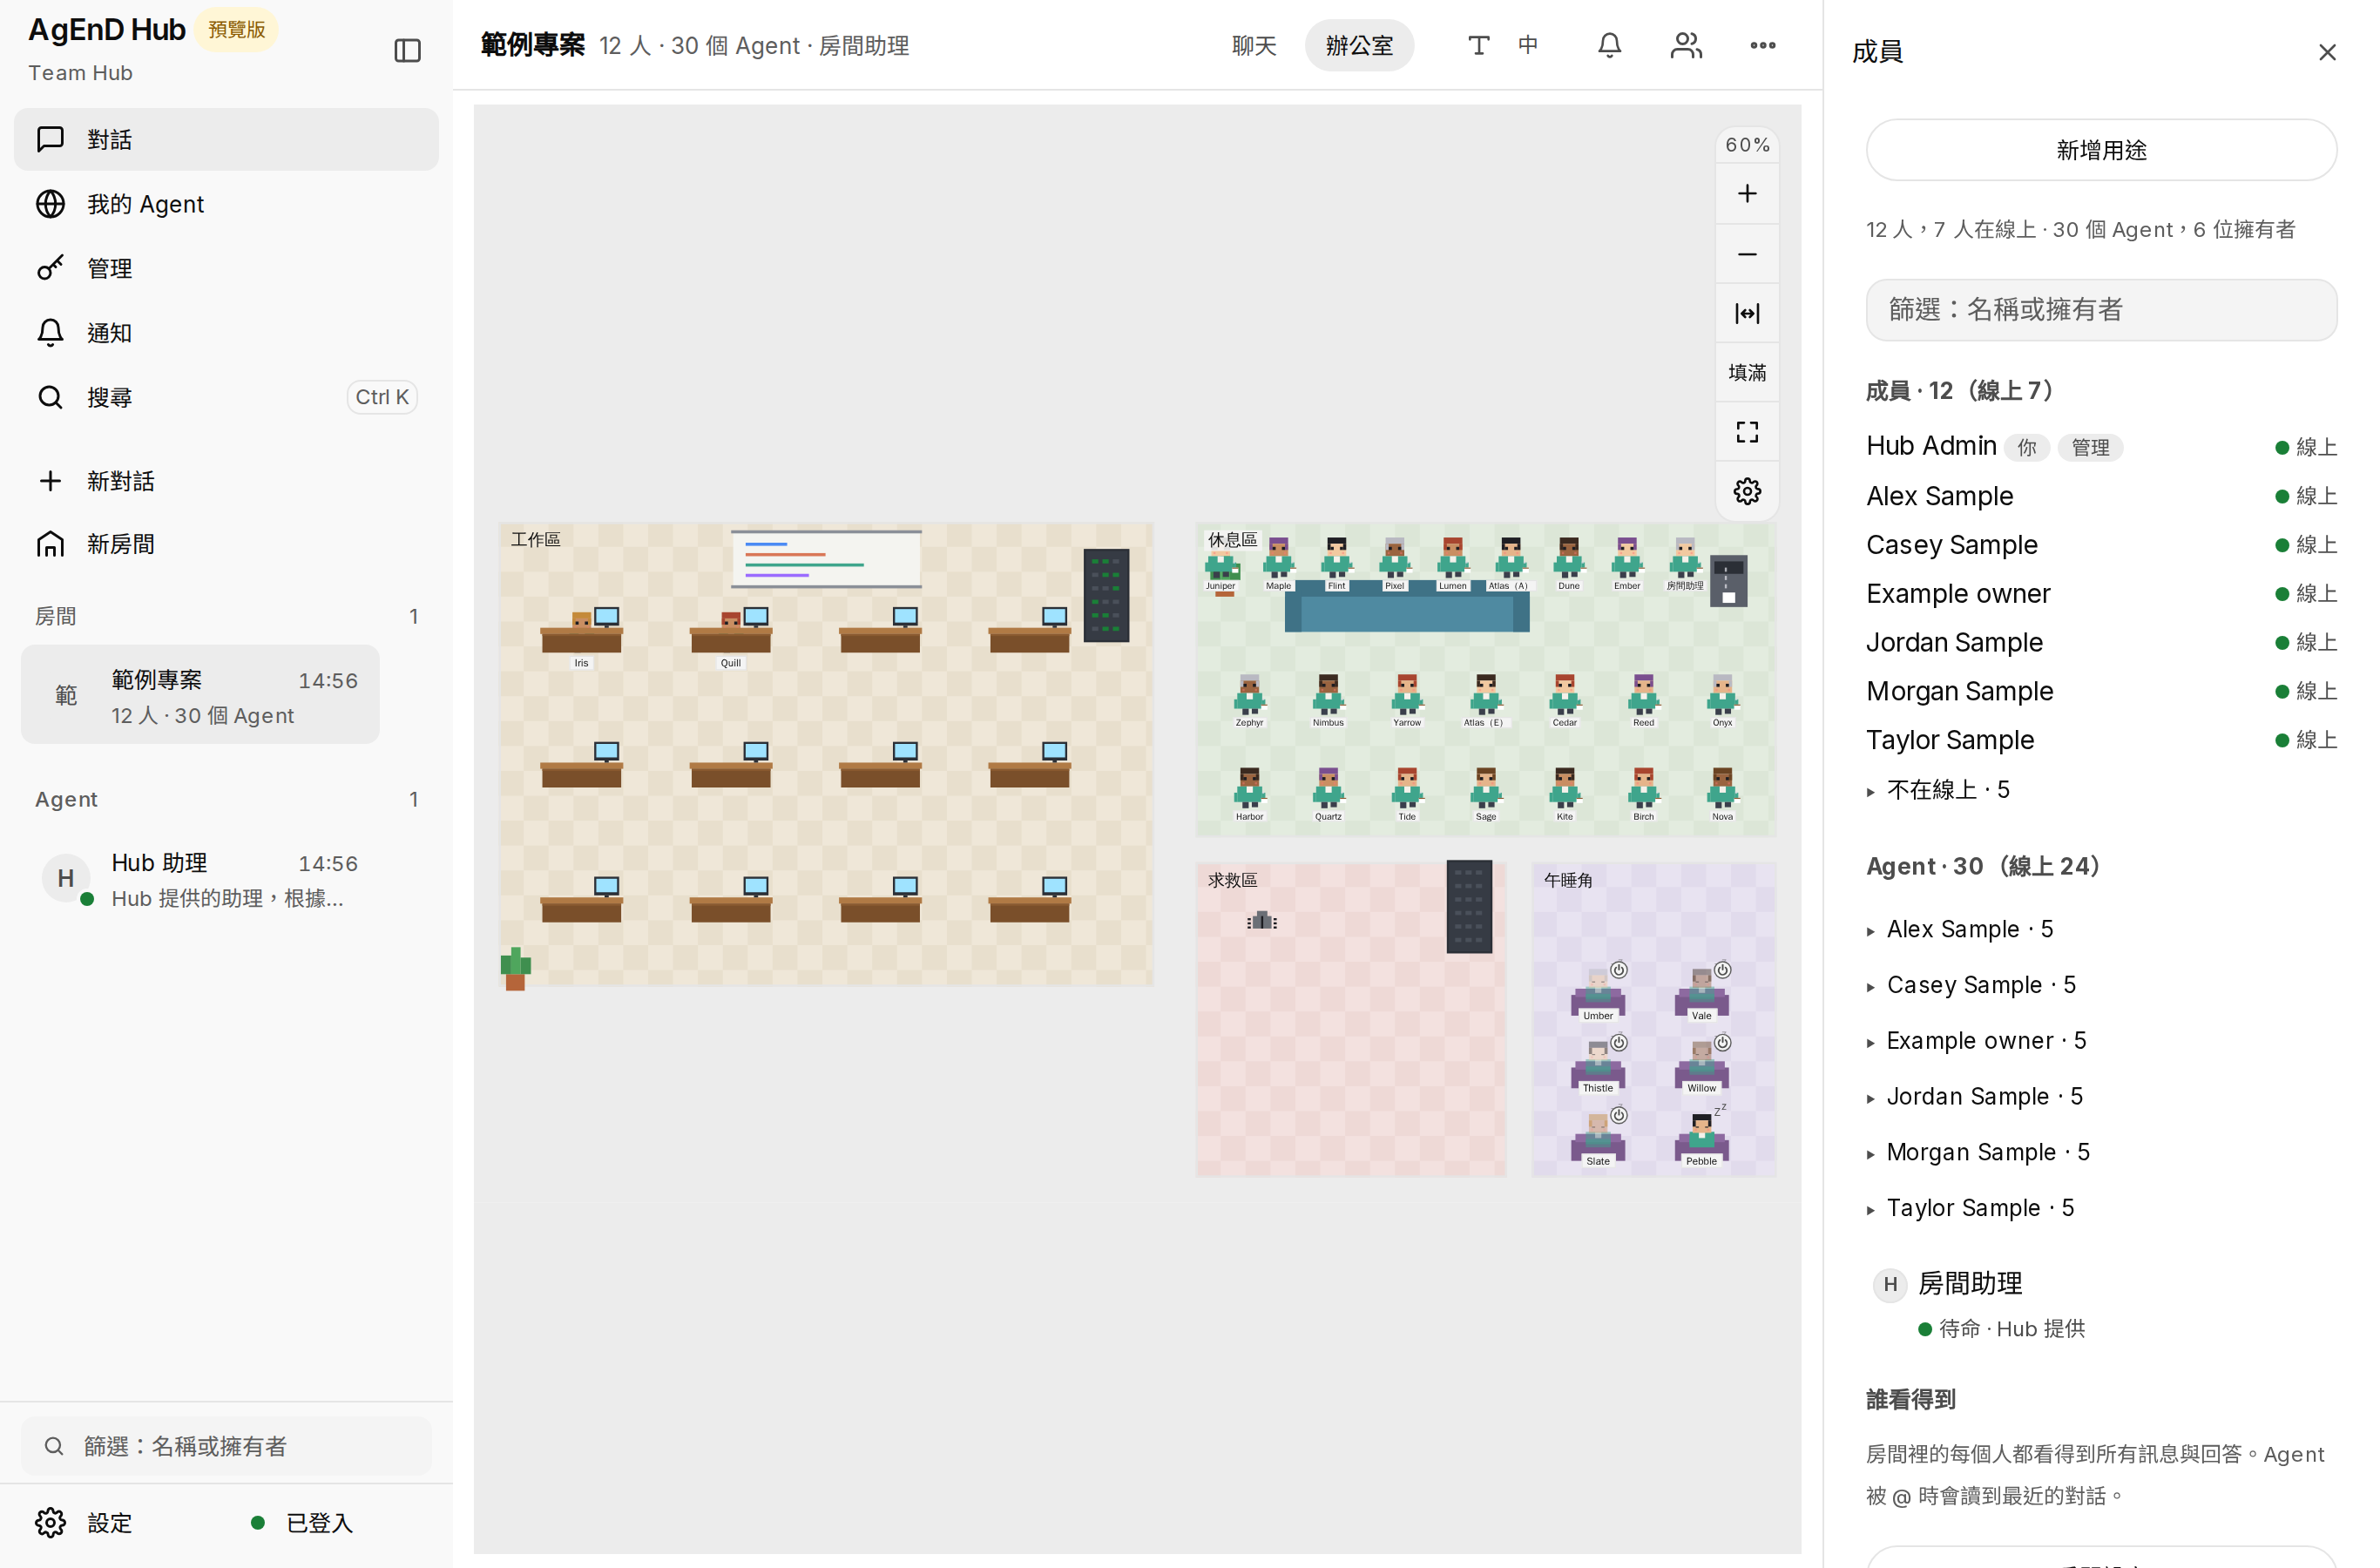 AgEnD Hub 預覽版
Team Hub
對話
我的 Agent
管理
通知
搜尋 Ctrl K
新對話
新房間
房間 1
範 範例專案 14:56
12 人 · 30 個 Agent
Agent 1
H Hub 助理 14:56
Hub 提供的助理，根據...
篩選：名稱或擁有者
設定 已登入
範例專案 12 人 · 30 個 Agent · 房間助理
聊天 辦公室 中
60%
填滿
工作區
Iris Quill
休息區
Juniper Maple Flint Pixel Lumen Atlas（A） Dune Ember 房間助理
Zephyr Nimbus Yarrow Atlas（E） Cedar Reed Onyx
Harbor Quartz Tide Sage Kite Birch Nova
求救區
午睡角
Umber Vale
Thistle Willow
z z
Slate Pebble
成員
新增用途
12 人，7 人在線上 · 30 個 Agent，6 位擁有者
篩選：名稱或擁有者
成員 · 12（線上 7）
Hub Admin 你 管理 線上
Alex Sample 線上
Casey Sample 線上
Example owner 線上
Jordan Sample 線上
Morgan Sample 線上
Taylor Sample 線上
不在線上 · 5
Agent · 30（線上 24）
Alex Sample · 5
Casey Sample · 5
Example owner · 5
Jordan Sample · 5
Morgan Sample · 5
Taylor Sample · 5
H 房間助理
待命 · Hub 提供
誰看得到
房間裡的每個人都看得到所有訊息與回答。Agent
被 @ 時會讀到最近的對話。